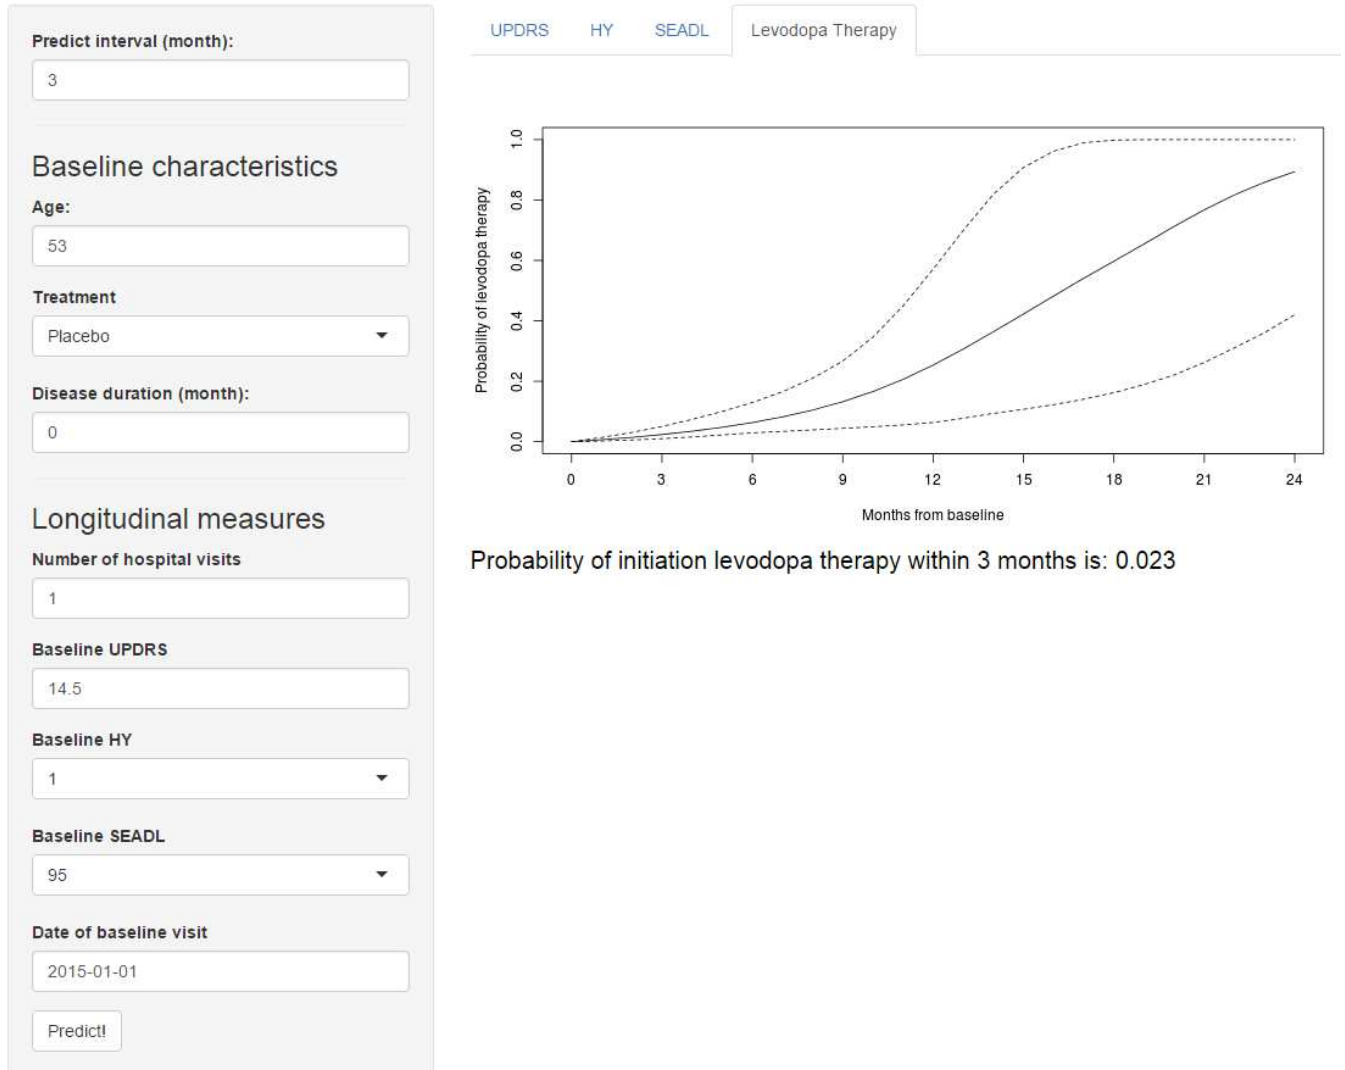 Predict interval (month):
3
Baseline characteristics
Age:
53
Treatment
Placebo
Disease duration (month):
0
Longitudinal measures
Number of hospital visits
1
Baseline UPDRS
14.5
Baseline HY
1
Baseline SEADL
95
Date of baseline visit
2015-01-01
Predict!
UPDRS HY SEADL Levodopa Therapy
Probability of levodopa therapy
1.0
0.8
0.6
0.4
0.2
0.0
0 3 6 9 12 15 18 21 24
Months from baseline
Probability of initiation levodopa therapy within 3 months is: 0.023